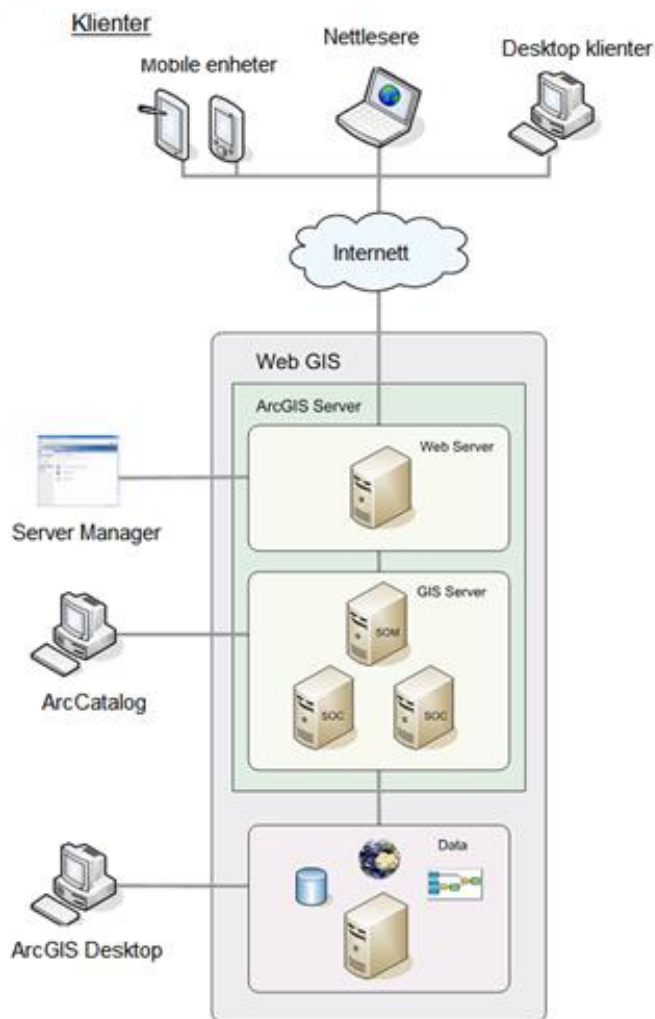 Klienter
Mobile enheter
Nettlesere
Desktop klienter
Internett
Web GIS
ArcGIS Server
Web Server
Server Manager
GIS Server
SOM
SOC
SOC
ArcCatalog
Data
ArcGIS Desktop